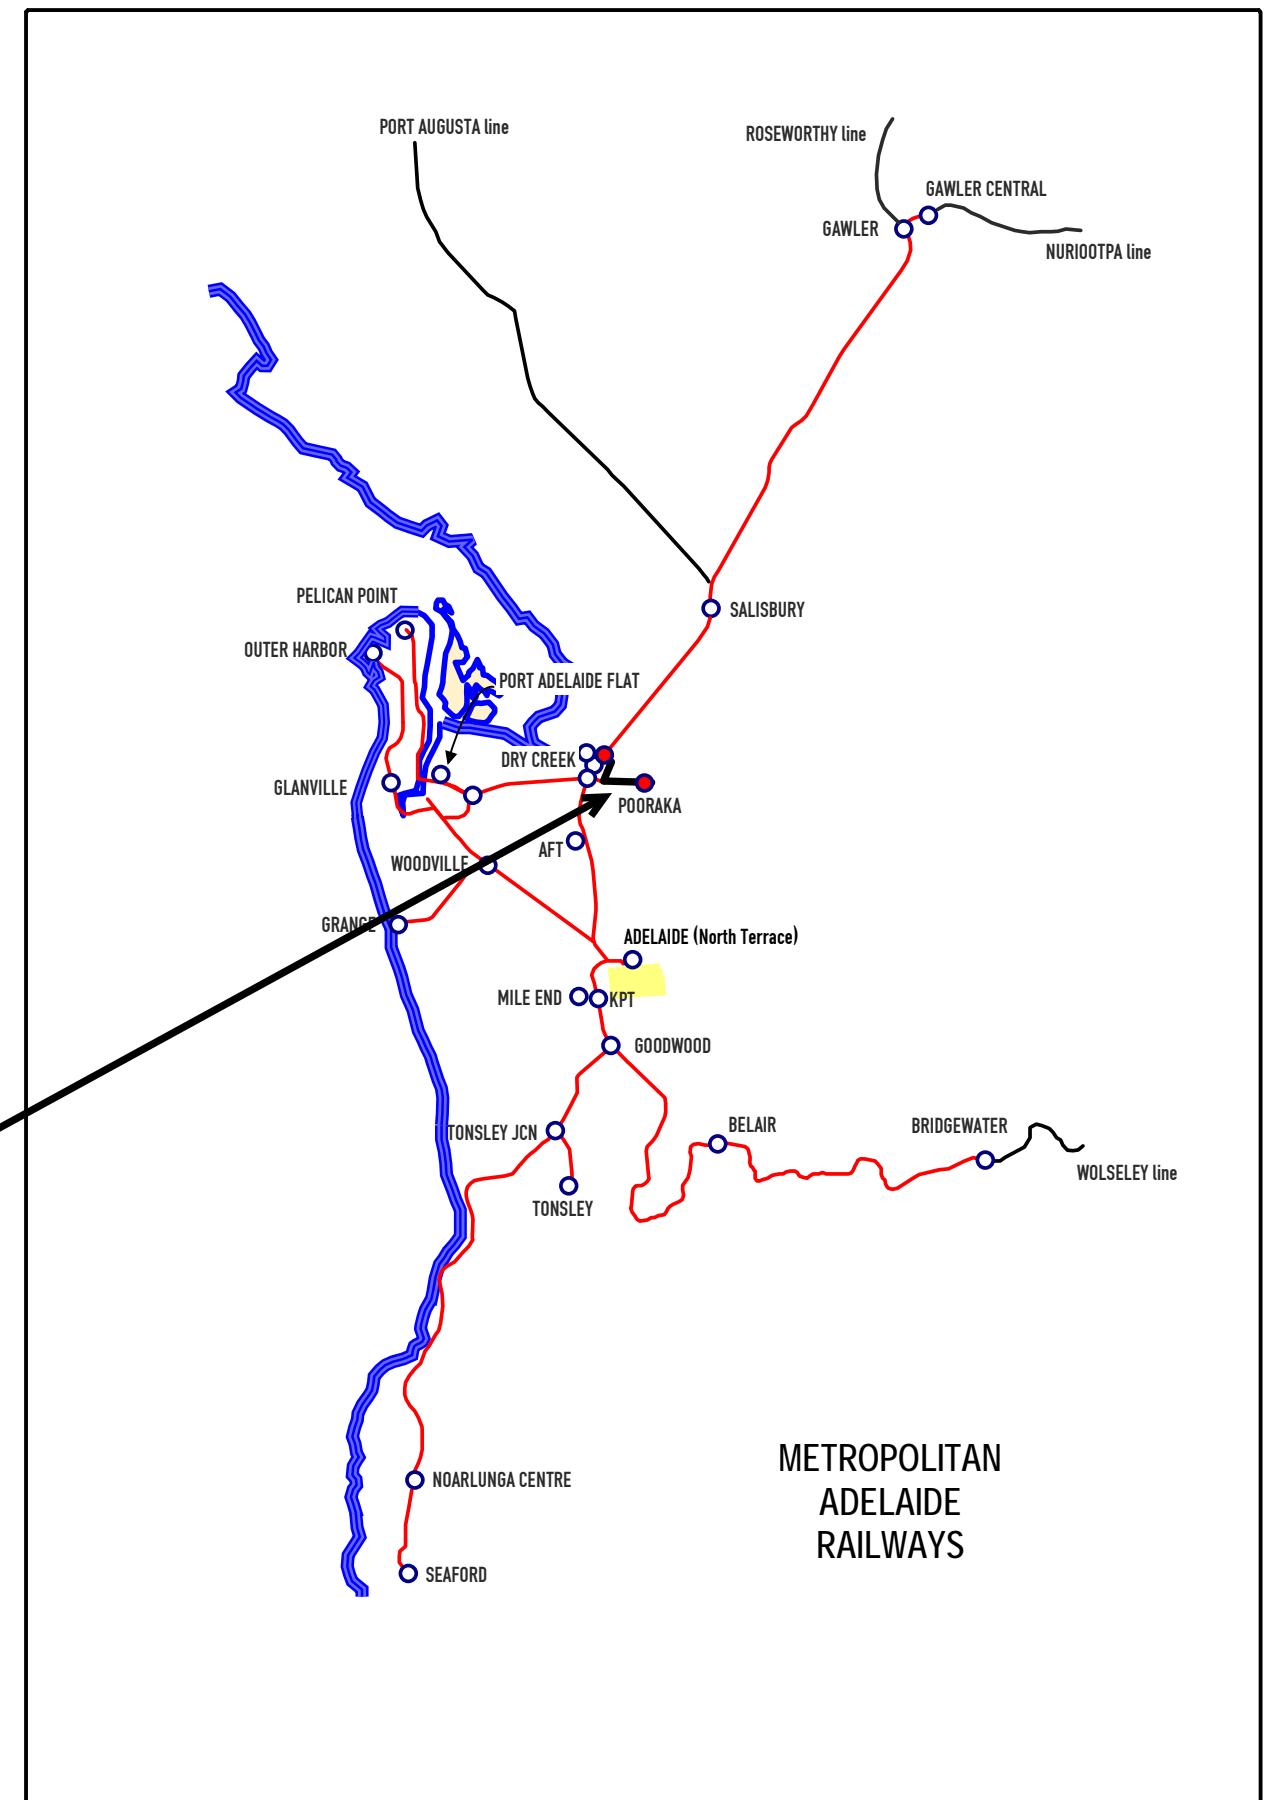 PORT AUGUSTA line
ROSEWORTHY line
GAWLER CENTRAL
GAWLER
NURIOOTPA line
PELICAN POINT
SALISBURY
OUTER HARBOR
PORT ADELAIDE FLAT
DRY CREEK
GLANVILLE
POORAKA
AFT
WOODVILLE
GRANGE
ADELAIDE (North Terrace)
MILE END
KPT
GOODWOOD
BELAIR
BRIDGEWATER
TONSLEY JCN
WOLSELEY line
TONSLEY
METROPOLITAN
ADELAIDE
RAILWAYS
NOARLUNGA CENTRE
SEAFORD